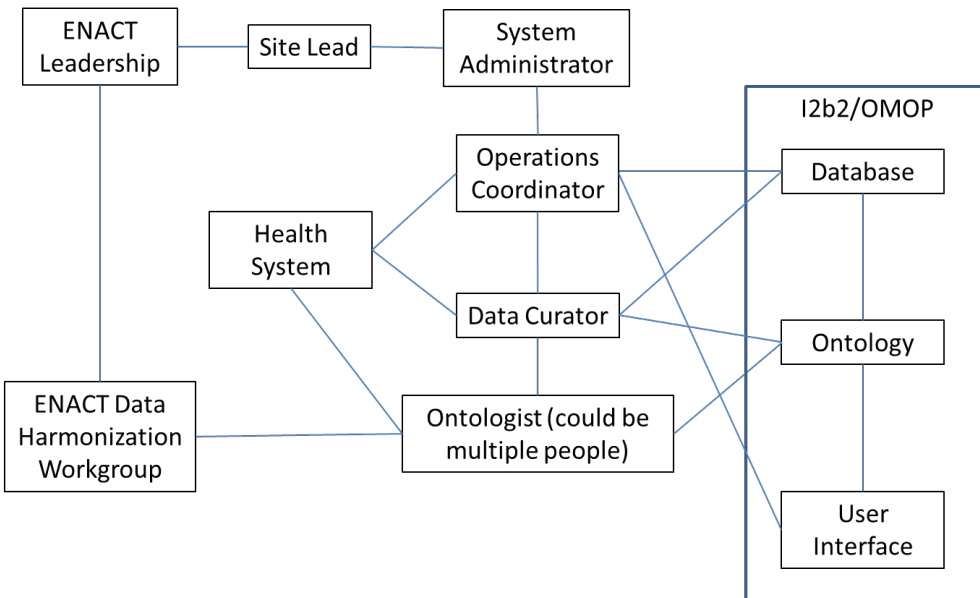 ENACT
Leadership
Site Lead
System
Administrator
I2b2/OMOP
Operations
Coordinator
Database
Health
System
Data Curator
Ontology
ENACT Data
Harmonization
Workgroup
Ontologist (could be
multiple people)
User
Interface